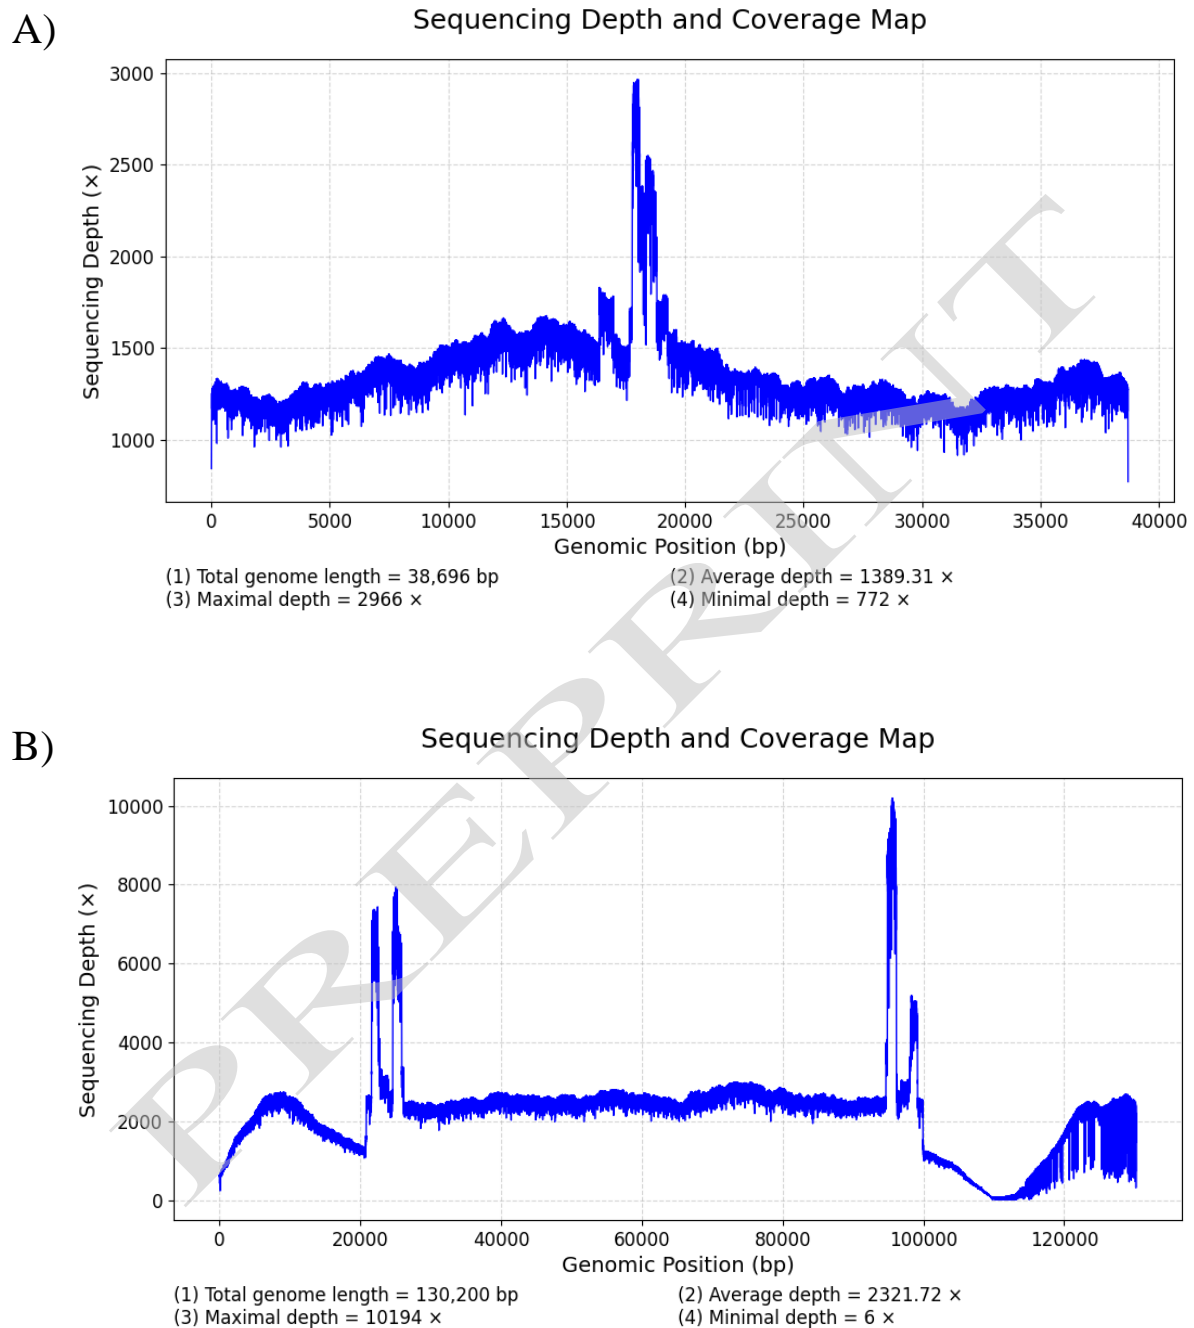 A)
Sequencing Depth and Coverage Map
3000
2500
2000
1500
1000
Sequencing Depth (×)
0 5000 10000 15000 20000 25000 30000 35000 40000
Genomic Position (bp)
(1) Total genome length = 38,696 bp (2) Average depth = 1389.31 ×
(3) Maximal depth = 2966 × (4) Minimal depth = 772 ×
PREPRINT
B)
Sequencing Depth and Coverage Map
10000
8000
6000
4000
2000
0
Sequencing Depth (×)
0 20000 40000 60000 80000 100000 120000
Genomic Position (bp)
(1) Total genome length = 130,200 bp (2) Average depth = 2321.72 ×
(3) Maximal depth = 10194 × (4) Minimal depth = 6 ×